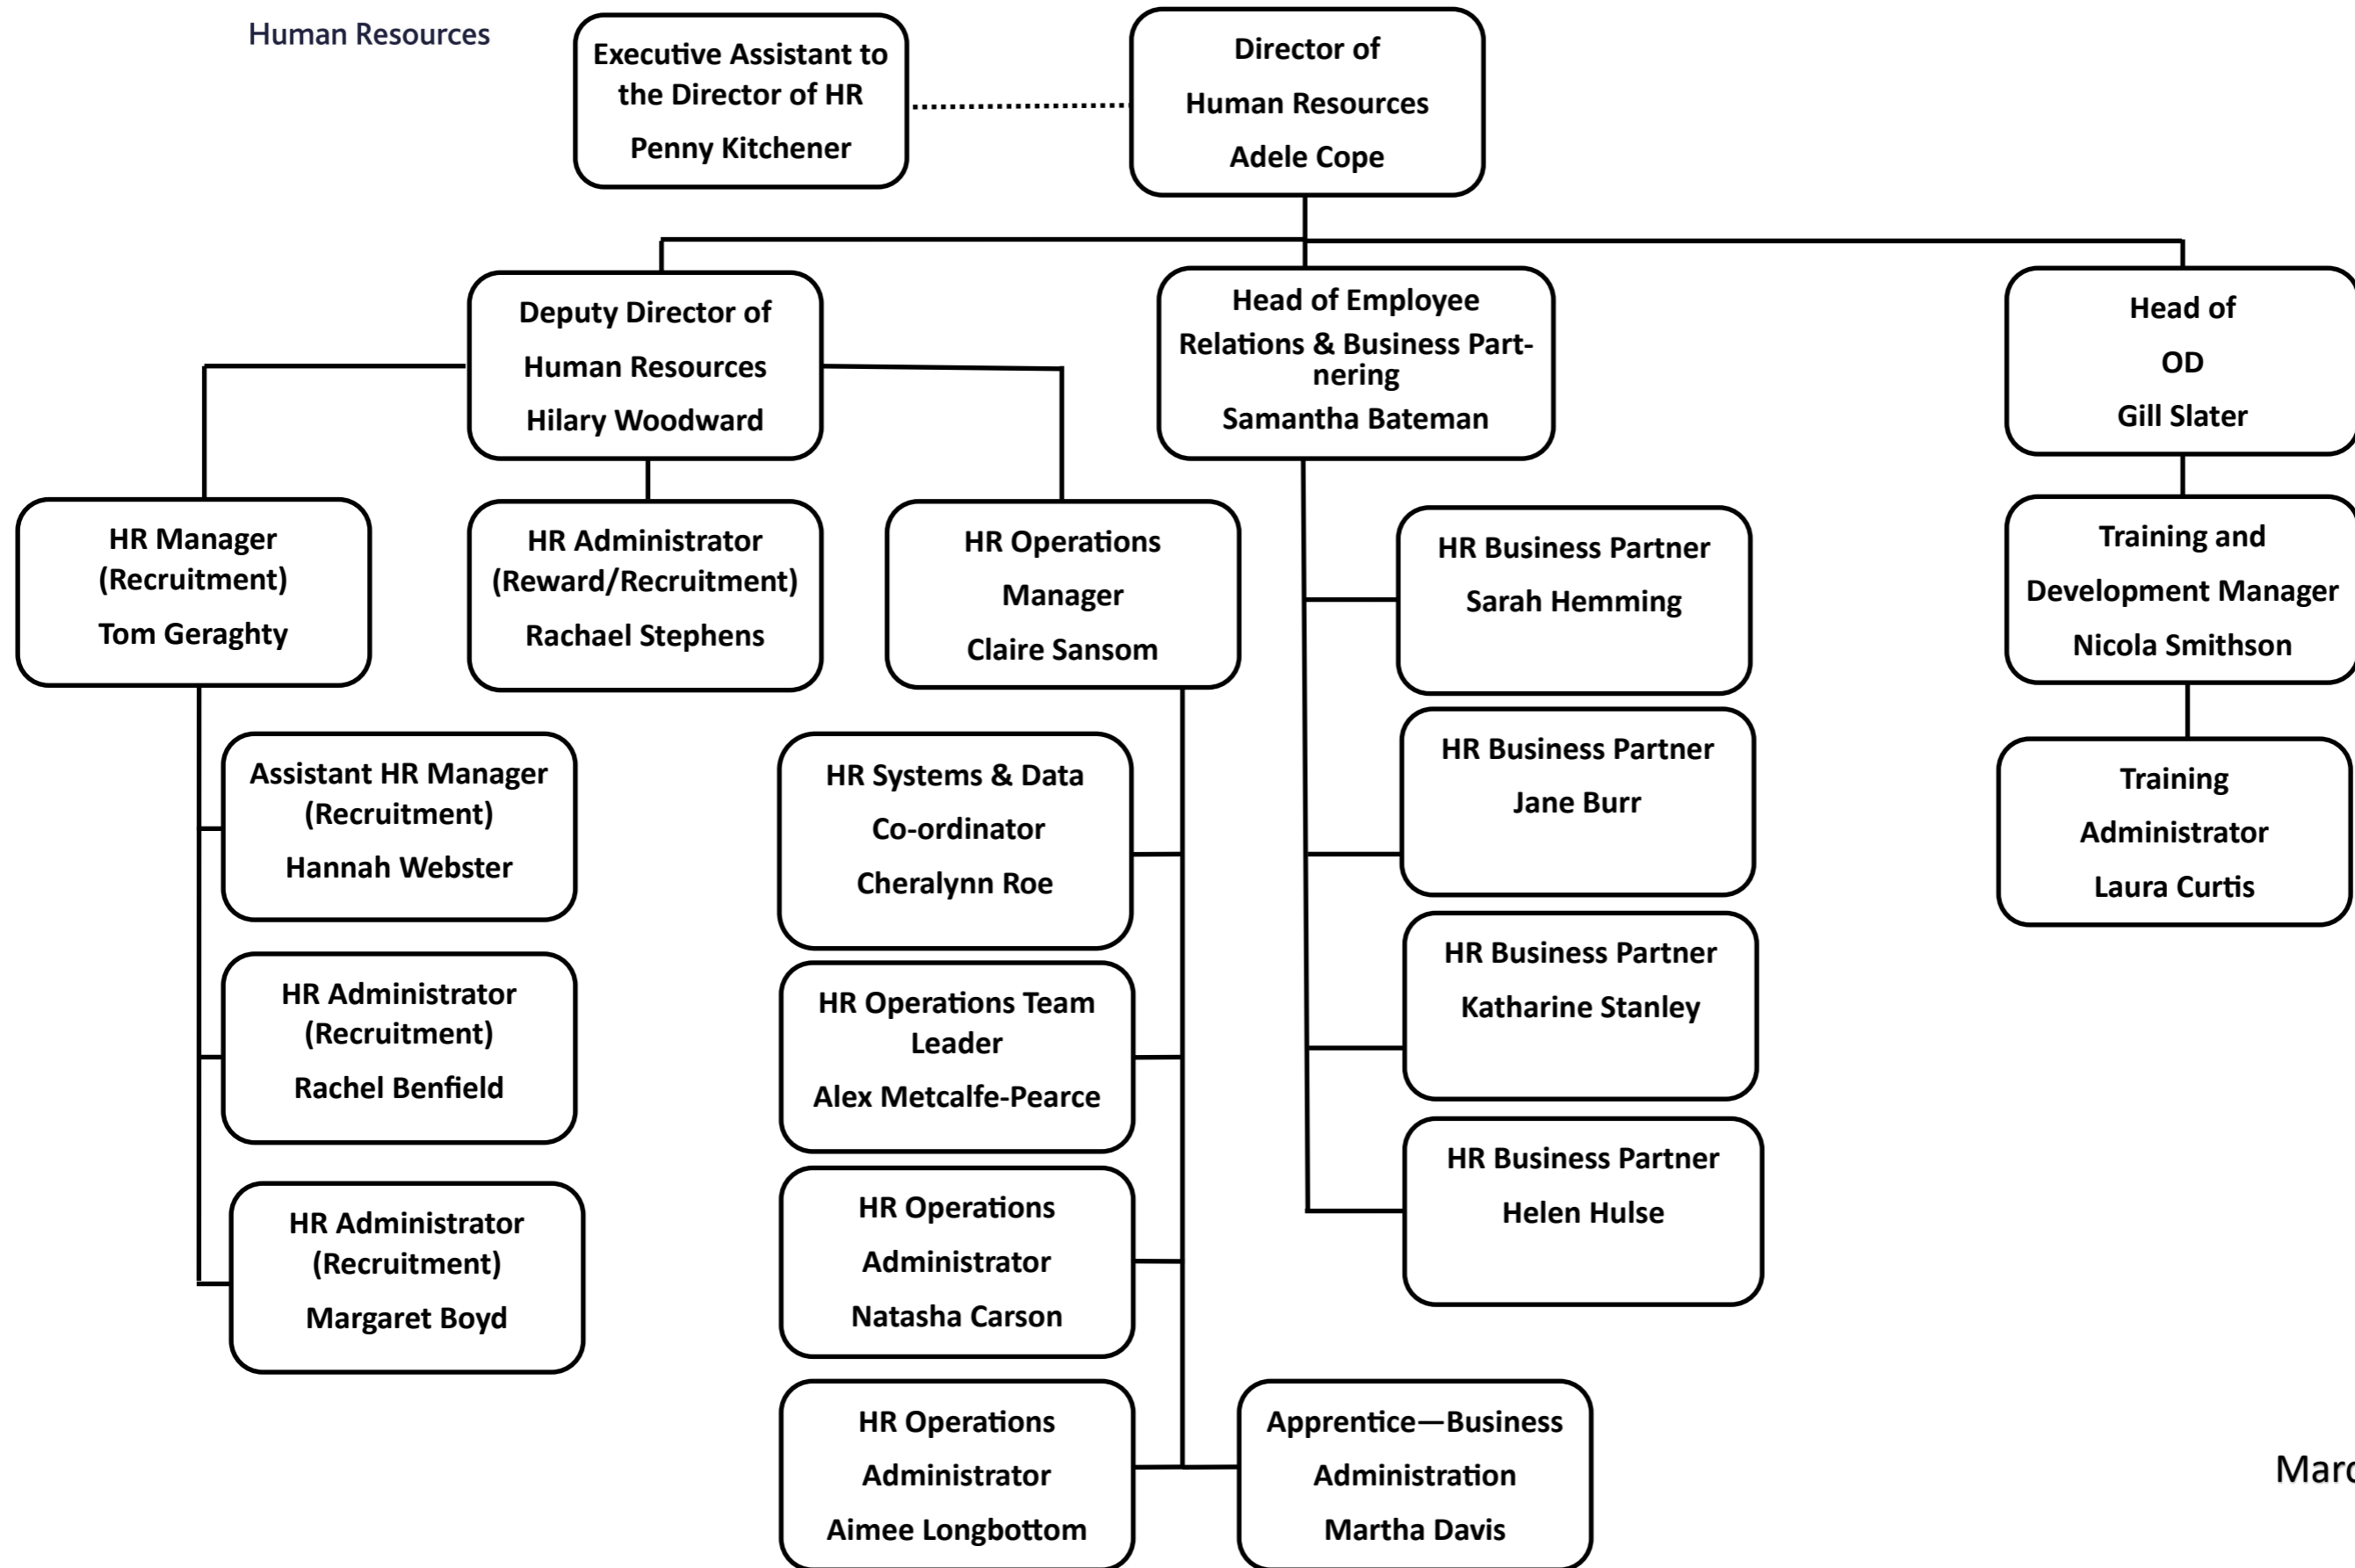 Human Resources
Executive Assistant to
the Director of HR
Penny Kitchener
Director of
Human Resources
Adele Cope
Deputy Director of
Human Resources
Hilary Woodward
Head of Employee
Relations & Business Part-
nering
Samantha Bateman
Head of
OD
Gill Slater
HR Manager
(Recruitment)
Tom Geraghty
HR Administrator
(Reward/Recruitment)
Rachael Stephens
HR Operations
Manager
Claire Sansom
HR Business Partner
Sarah Hemming
Training and
Development Manager
Nicola Smithson
Assistant HR Manager
(Recruitment)
Hannah Webster
HR Systems & Data
Co-ordinator
Cheralynn Roe
HR Business Partner
Jane Burr
Training
Administrator
Laura Curtis
HR Administrator
(Recruitment)
Rachel Benfield
HR Operations Team
Leader
Alex Metcalfe-Pearce
HR Business Partner
Katharine Stanley
HR Administrator
(Recruitment)
Margaret Boyd
HR Operations
Administrator
Natasha Carson
HR Business Partner
Helen Hulse
HR Operations
Administrator
Aimee Longbottom
Apprentice—Business
Administration
Martha Davis